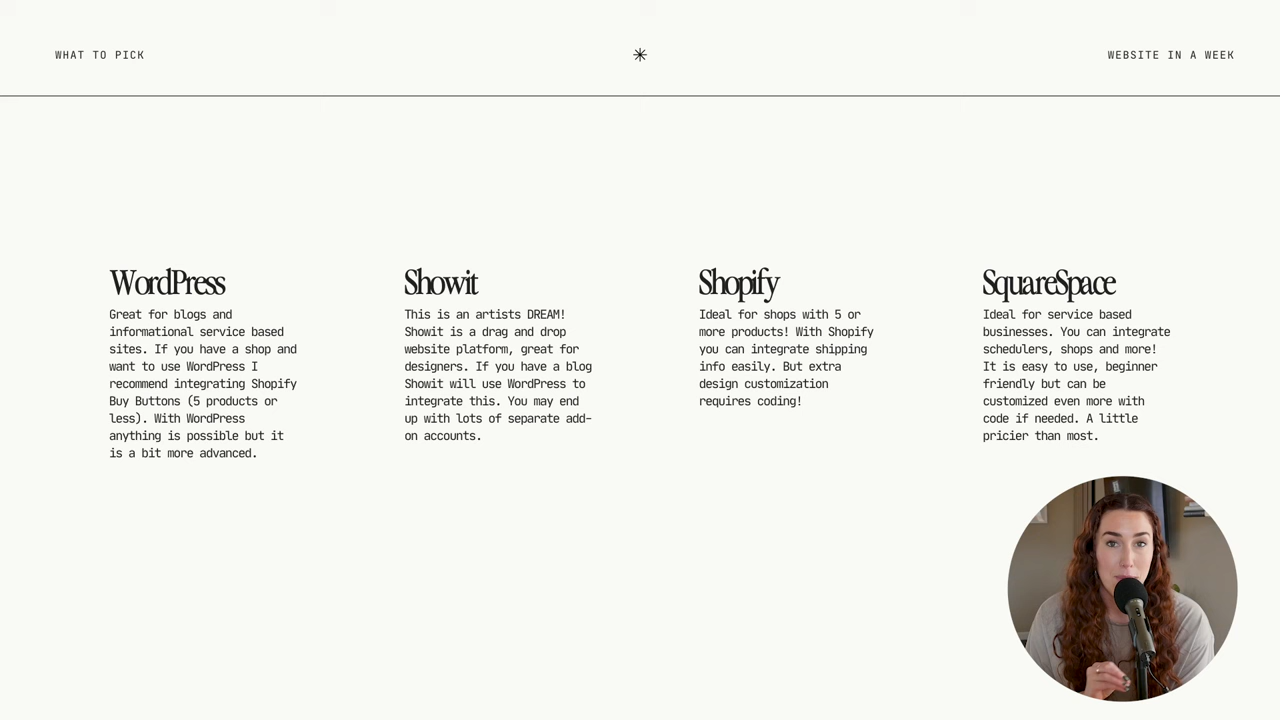 WHAT TO PICK
WEBSITE IN A WEEK
WordPress
Great for blogs and
informational service based
sites. If you have a shop and
want to use WordPress I
recommend integrating Shopify
Buy Buttons (5 products or
less). With WordPress
anything is possible but it
is a bit more advanced.
Showit
This is an artists DREAM!
Showit is a drag and drop
website platform, great for
designers. If you have a blog
Showit will use WordPress to
integrate this. You may end
up with lots of separate add-
on accounts.
Shopify
Ideal for shops with 5 or
more products! With Shopify
you can integrate shipping
info easily. But extra
design customization
requires coding!
SquareSpace
Ideal for service based
businesses. You can integrate
schedulers, shops and more!
It is easy to use, beginner
friendly but can be
customized even more with
code if needed. A little
pricier than most.